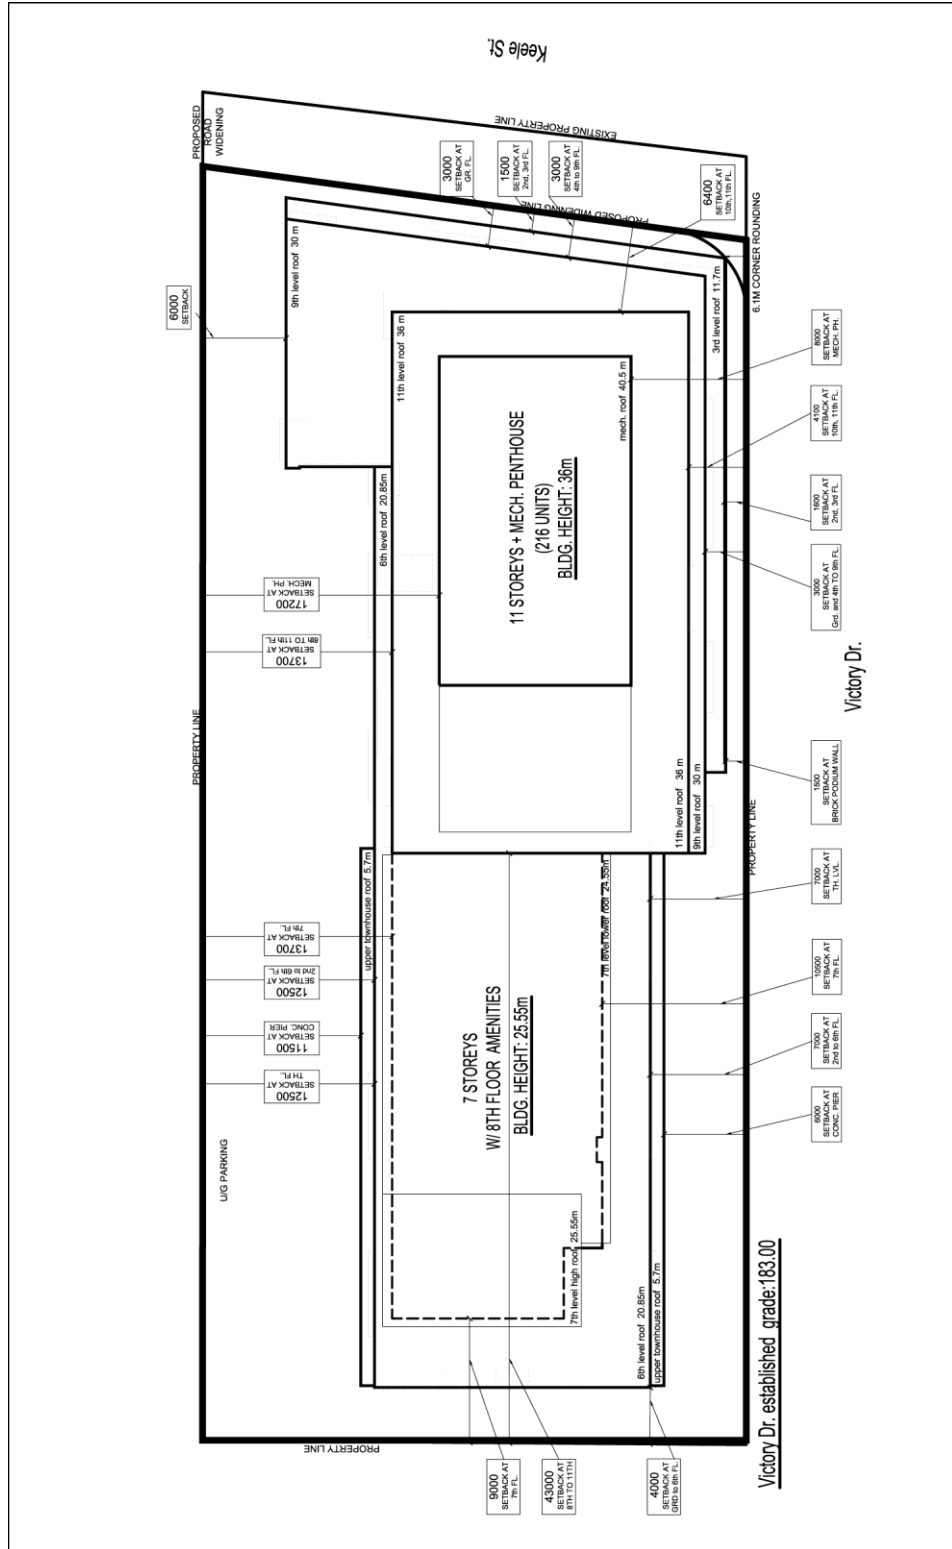 Keele St.
PROPOSED
ROAD
WIDENING
EXISTING PROPERTY LINE
PROPOSED WIDENING LINE
3000
SETBACK AT
GR. FL.
1500
SETBACK AT
2nd, 3rd FL.
3000
SETBACK AT
4th to 9th FL.
6400
SETBACK AT
10th, 11th FL.
6.1M CORNER ROUNDING
6000
SETBACK
9th level roof 30 m
3rd level roof 11.7m
11th level roof 36 m
mech. roof 40.5 m
11 STOREYS + MECH. PENTHOUSE
(216 UNITS)
BLDG. HEIGHT: 36m
6th level roof 20.85m
8000
SETBACK AT
MECH. PH.
4100
SETBACK AT
10th, 11th FL.
1600
SETBACK AT
2nd, 3rd FL.
3000
SETBACK AT
Grd. and 4th TO 9th FL.
17200
SETBACK AT
MECH. PH.
13700
SETBACK AT
8th TO 11th FL.
Victory Dr.
PROPERTY LINE
11th level roof 36 m
9th level roof 30 m
1500
SETBACK AT
BRICK PODIUM WALL
PROPERTY LINE
upper townhouse roof 5.7m
7th level lower roof 24.55m
7000
SETBACK AT
TH. LVL.
13700
SETBACK AT
7th FL.
12500
SETBACK AT
2nd to 6th FL.
11500
SETBACK AT
CONC. PIER
12500
SETBACK AT
TH FL.
7 STOREYS
W/ 8TH FLOOR AMENITIES
BLDG. HEIGHT: 25.55m
10500
SETBACK AT
7th FL.
7000
SETBACK AT
2nd to 6th FL.
6000
SETBACK AT
CONC. PIER
U/G PARKING
7th level high roof 25.55m
6th level roof 20.85m
upper townhouse roof 5.7m
PROPERTY LINE
9000
SETBACK AT
7th FL.
43000
SETBACK AT
8TH TO 11TH
4000
SETBACK AT
GRD to 6th FL.
Victory Dr. established grade:183.00